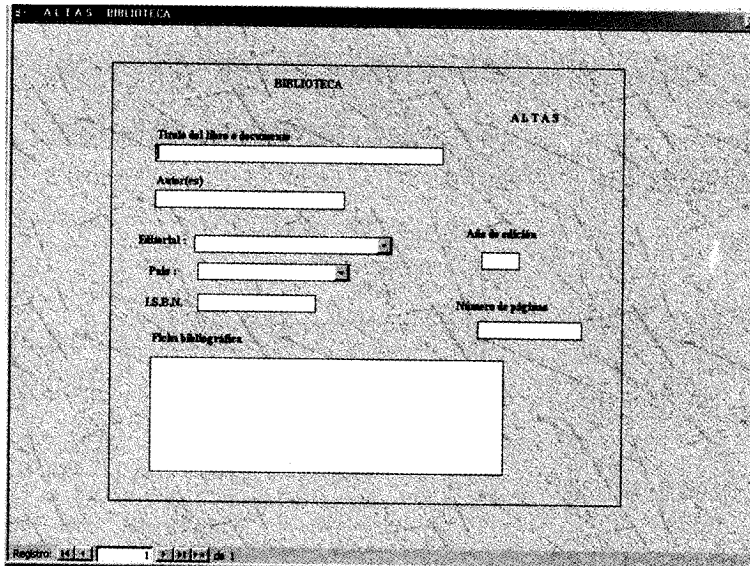 ALTAS BIBLIOTECA
BIBLIOTECA
ALTAS
Título del libro o documento
Autor(es)
Editorial :
Año de edición
País :
I.S.B.N.
Número de páginas
Ficha bibliográfica
Registro: 1 de 1